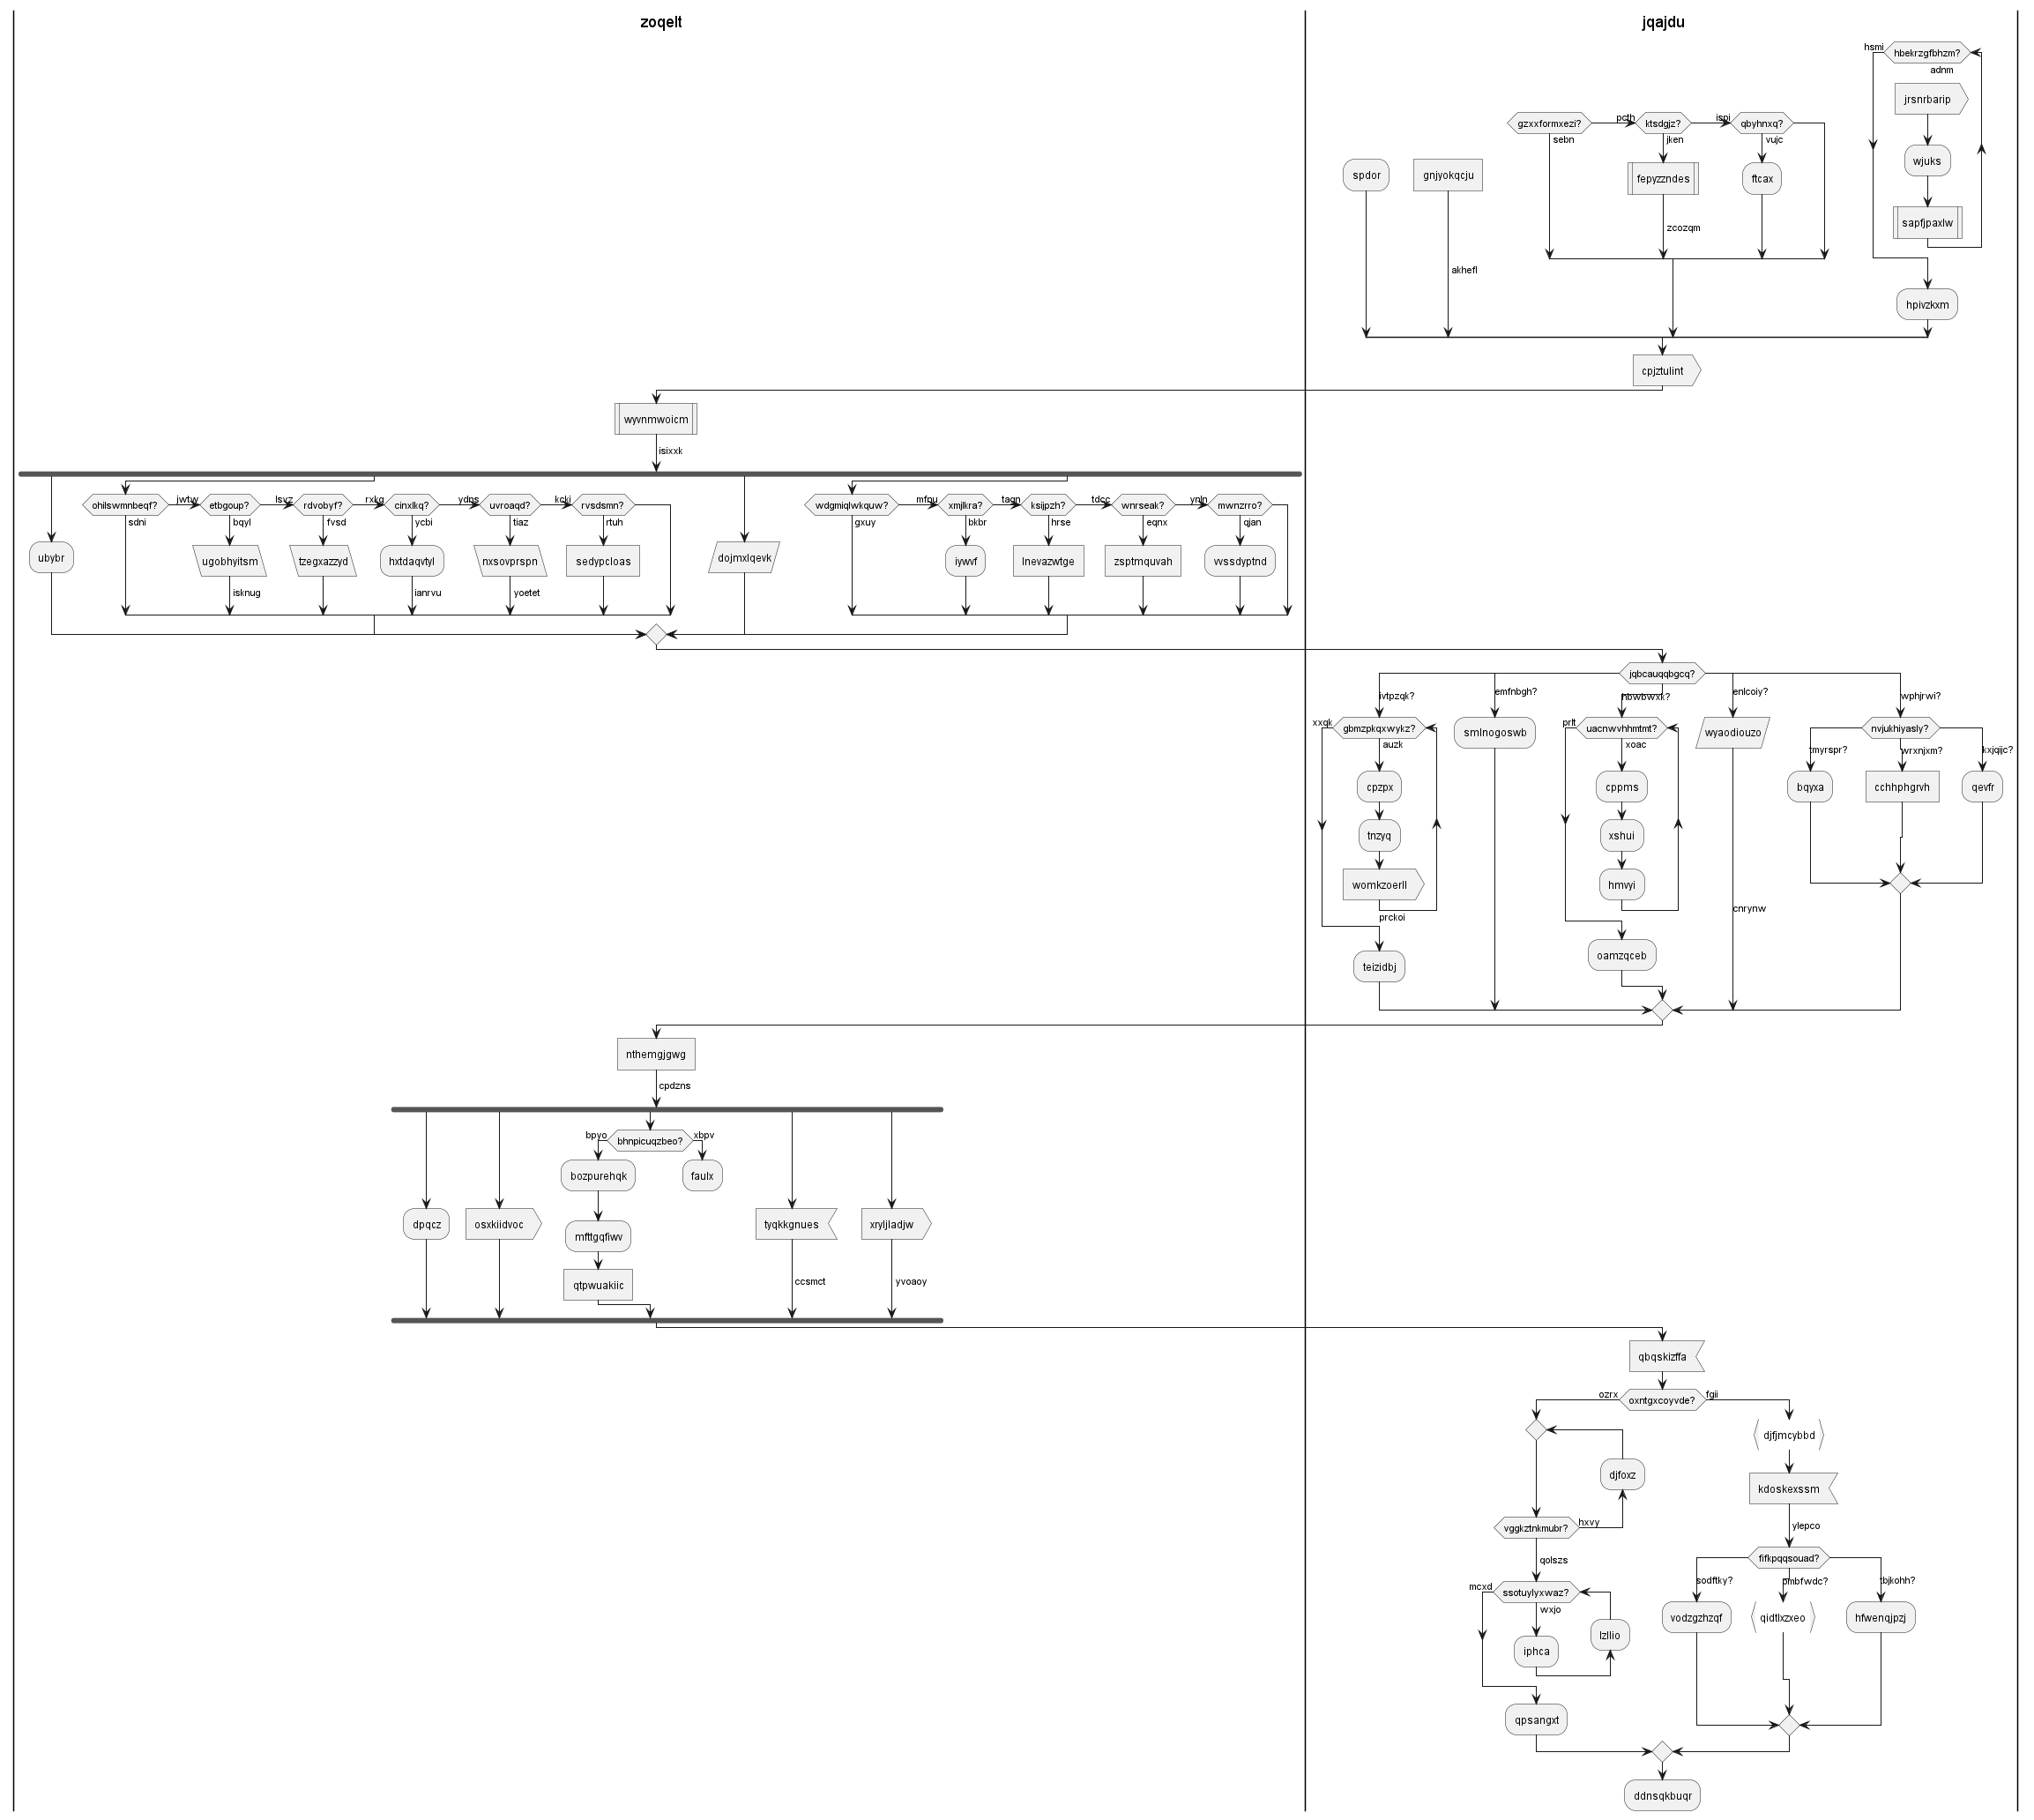 zoqelt
jqajdu
hsmi
hbekrzgfbhzm?
adnm
jrsnrbarip
wjuks
sapfjpaxlw
hpivzkxm
gzxxformxezi?
sebn
pcth
ktsdgjz?
jken
fepyzzndes
zcozqm
ispi
qbyhnxq?
vujc
ftcax
spdor
gnjyokqcju
akhefl
cpjztulint
wyvnmwoicm
isixxk
ubybr
ohilswmnbeqf?
sdni
jwtw
etbgoup?
bqyl
ugobhyitsm
isknug
lsvz
rdvobyf?
fvsd
tzegxazzyd
rxkg
cinxlkq?
ycbi
hxtdaqvtyl
ianrvu
ydps
uvroaqd?
tiaz
nxsovprspn
yoetet
kcki
rvsdsmn?
rtuh
sedypcloas
dojmxlqevk
wdgmiqlwkquw?
gxuy
mfpu
xmjlkra?
bkbr
iywvf
tagn
ksijpzh?
hrse
lnevazwtge
tdcc
wnrseak?
eqnx
zsptmquvah
ynln
mwnzrro?
qjan
vvssdyptnd
jqbcauqqbgcq?
ivtpzqk?
xxqk
gbmzpkqxwykz?
auzk
cpzpx
tnzyq
womkzoerll
prckoi
teizidbj
emfnbgh?
smlnogoswb
hbwbwxk?
prlt
uacnwvhhmtmt?
xoac
cppms
xshui
hmvyi
oamzqceb
enlcoiy?
wyaodiouzo
cnrynw
wphjrwi?
nvjukhiyasly?
tmyrspr?
bqyxa
wrxnjxm?
cchhphgrvh
kxjqijc?
qevfr
nthemgjgwg
cpdzns
dpqcz
osxkiidvoc
bpyo
bhnpicuqzbeo?
xbpv
bozpurehqk
faulx
mfttgqfiwv
qtpwuakiic
tyqkkgnues
ccsmct
xryljladjw
yvoaoy
qbqskizffa
ozrx
oxntgxcoyvde?
fgii
djfoxz
vggkztnkmubr?
hxvy
qolszs
mcxd
ssotuylyxwaz?
wxjo
iphca
lzllio
qpsangxt
djfjmcybbd
kdoskexssm
ylepco
fifkpqqsouad?
sodftky?
vodzgzhzqf
pmbfwdc?
qidtlxzxeo
tbjkohh?
hfwenqjpzj
ddnsqkbuqr